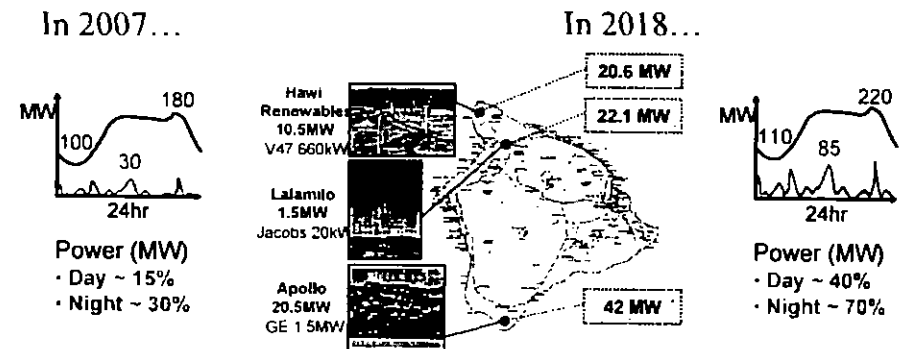 In 2007…
In 2018…
MW
180
100
30
24hr
Power (MW)
· Day ~ 15%
· Night ~ 30%
Hawi
Renewables
10.5MW
V47 660kW
Lalamilo
1.5MW
Jacobs 20kW
Apollo
20.5MW
GE 1 5MW
20.6 MW
22.1 MW
42 MW
MW
220
110
85
24hr
Power (MW)
· Day ~ 40%
· Night ~ 70%